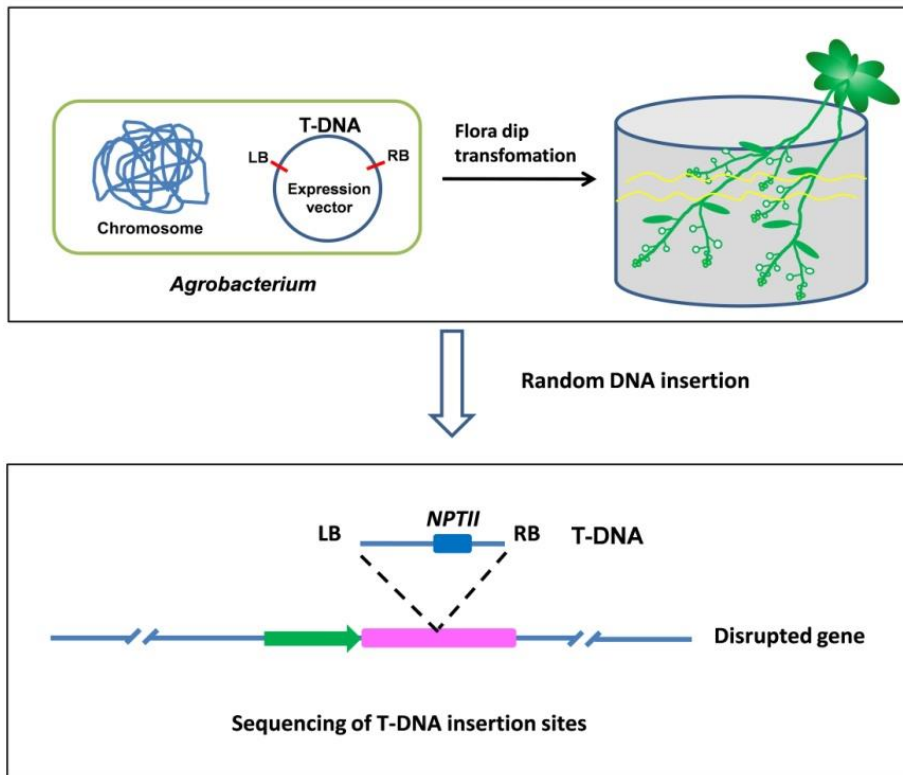 T-DNA
LB
RB
Expression
vector
Chromosome
Agrobacterium
Flora dip
transfomation
Random DNA insertion
NPTII
LB
RB
T-DNA
Disrupted gene
Sequencing of T-DNA insertion sites